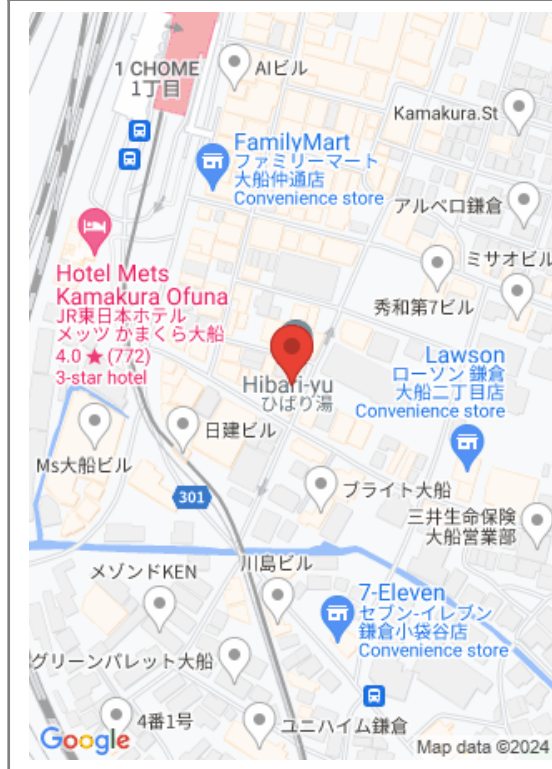 1 CHOME
1丁目
AIビル
Kamakura.St
FamilyMart
ファミリーマート
大船仲通店
Convenience store
アルベロ鎌倉
ミサオビル
Hotel Mets
Kamakura Ofuna
JR東日本ホテル
メッツ かまくら大船
4.0 ★ (772)
3-star hotel
秀和第7ビル
Hibari-yu
ひばり湯
Lawson
ローソン 鎌倉
大船二丁目店
Convenience store
日建ビル
Ms大船ビル
301
ブライト大船
三井生命保険
大船営業部
川島ビル
メゾンドKEN
7-Eleven
セブン-イレブン
鎌倉小袋谷店
Convenience store
グリーンパレット大船
4番1号
ユニハイム鎌倉
Google
Map data ©2024